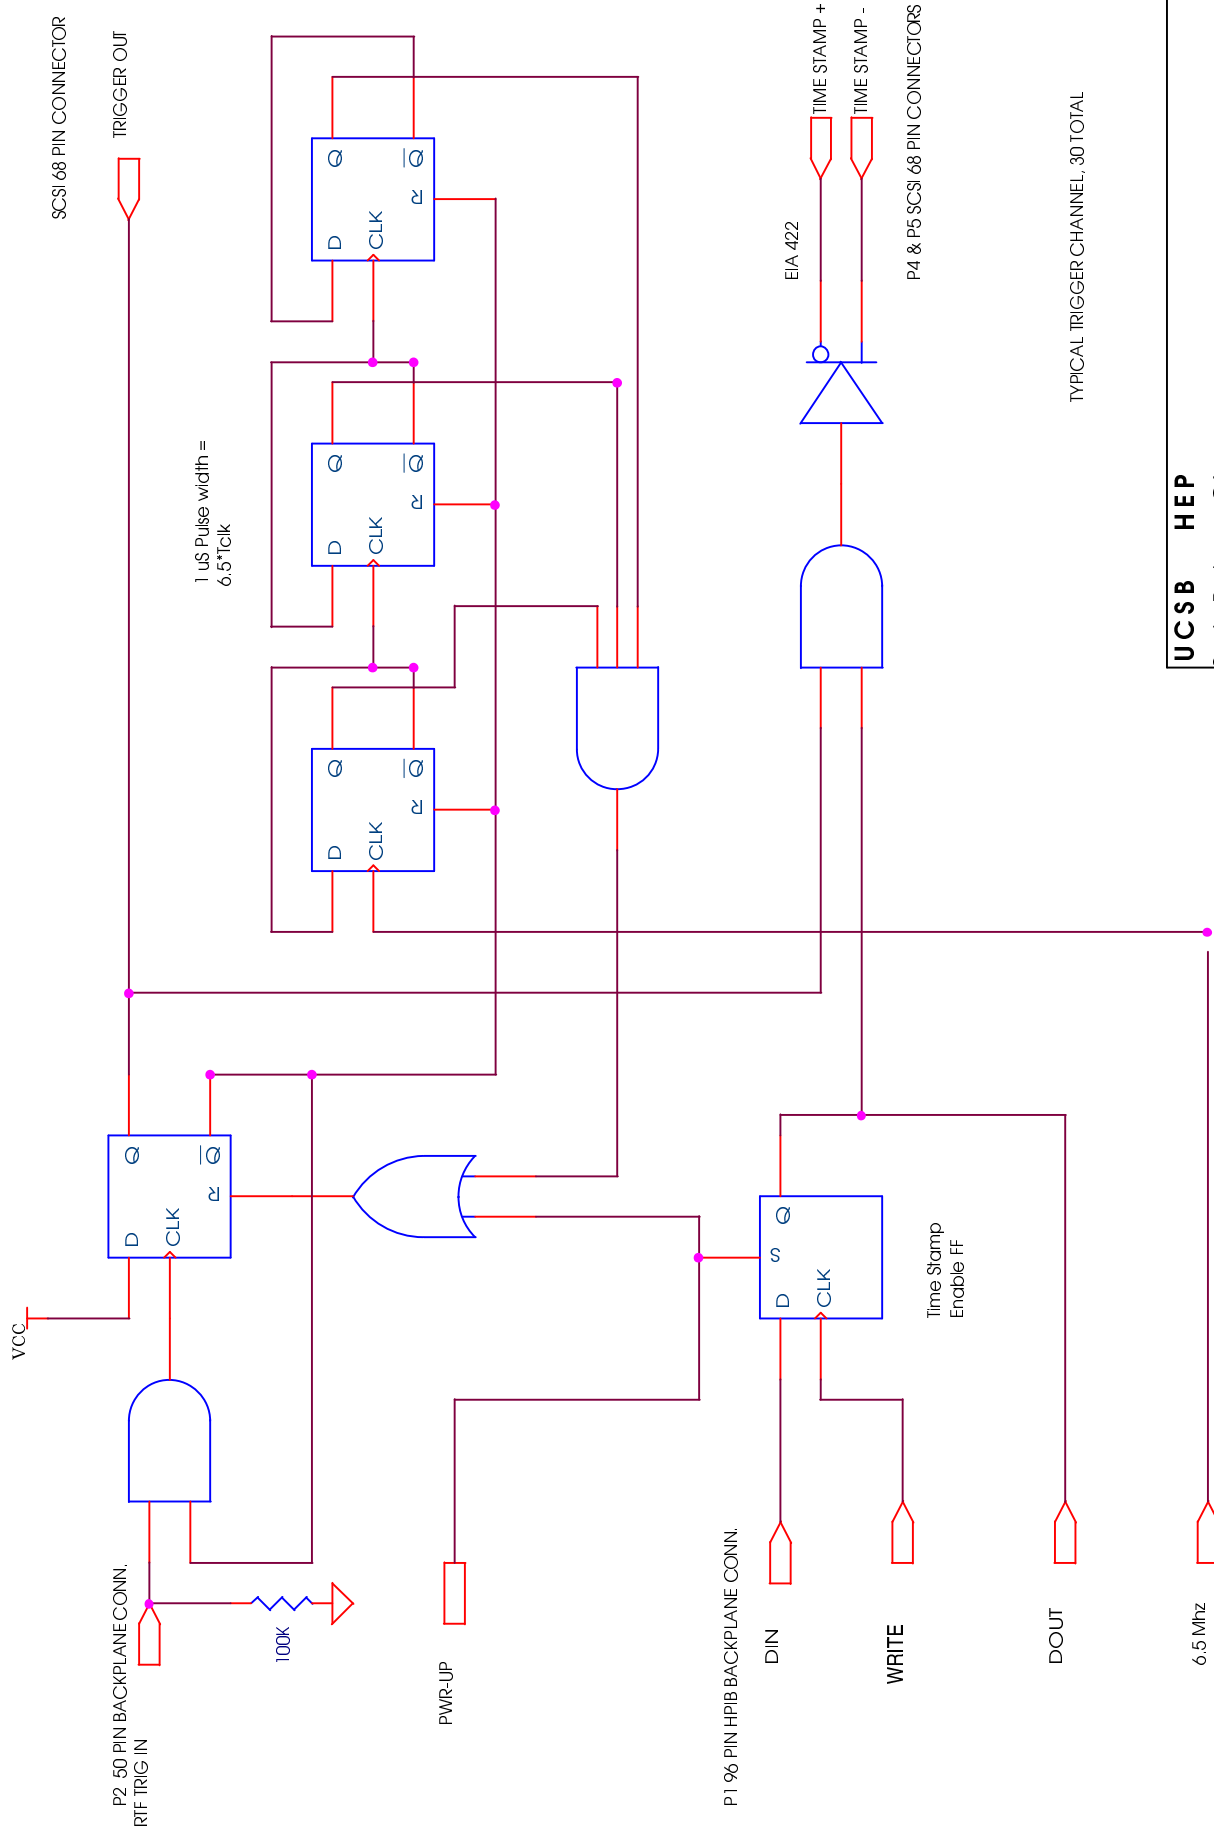 SCSI 68 PIN CONNECTOR
TRIGGER OUT
1 uS Pulse width =
6.5*Tclk
D
Q
CLK
R
Q
D
Q
CLK
R
Q
D
Q
CLK
R
Q
VCC
D
Q
CLK
R
Q
P2 50 PIN BACKPLANE CONN.
RTF TRIG IN
100K
PWR-UP
P1 96 PIN HPIB BACKPLANE CONN.
DIN
WRITE
DOUT
6.5 Mhz
D
S
Q
CLK
Time Stamp
Enable FF
EIA 422
TIME STAMP +
TIME STAMP -
P4 & P5 SCSI 68 PIN CONNECTORS
TYPICAL TRIGGER CHANNEL, 30 TOTAL
UCSB HEP